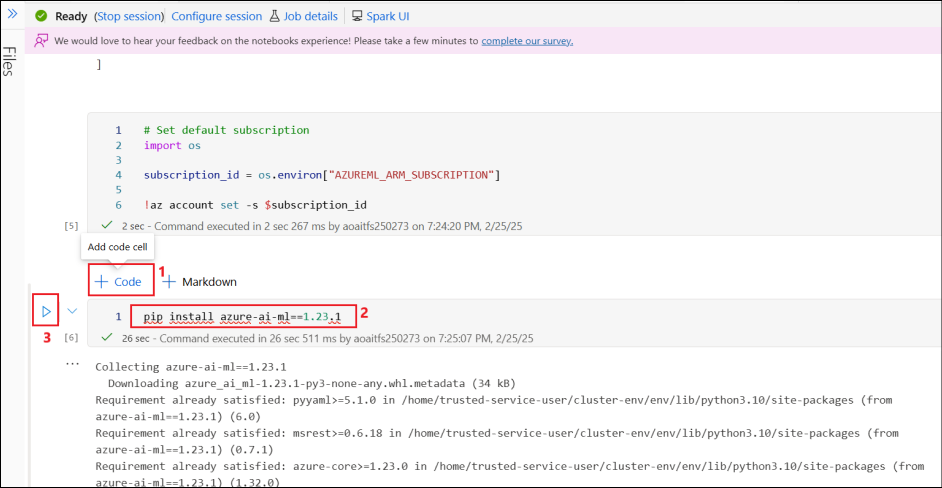 Ready (Stop session) Configure session Job details Spark UI
We would love to hear your feedback on the notebooks experience! Please take a few minutes to complete our survey.
Files
]
1 # Set default subscription
2 import os
3
4 subscription_id = os.environ["AZUREML_ARM_SUBSCRIPTION"]
5
6 !az account set -s $subscription_id
[5] 2 sec - Command executed in 2 sec 267 ms by aoaitfs250273 on 7:24:20 PM, 2/25/25
Add code cell
+ Code 1 + Markdown
1 pip install azure-ai-ml==1.23.1 2
3 [6] 26 sec - Command executed in 26 sec 511 ms by aoaitfs250273 on 7:25:07 PM, 2/25/25
... Collecting azure-ai-ml==1.23.1
Downloading azure_ai_ml-1.23.1-py3-none-any.whl.metadata (34 kB)
Requirement already satisfied: pyyaml>=5.1.0 in /home/trusted-service-user/cluster-env/env/lib/python3.10/site-packages (from
azure-ai-ml==1.23.1) (6.0)
Requirement already satisfied: msrest>=0.6.18 in /home/trusted-service-user/cluster-env/env/lib/python3.10/site-packages (from
azure-ai-ml==1.23.1) (0.7.1)
Requirement already satisfied: azure-core>=1.23.0 in /home/trusted-service-user/cluster-env/env/lib/python3.10/site-packages (from
azure-ai-ml==1.23.1) (1.32.0)